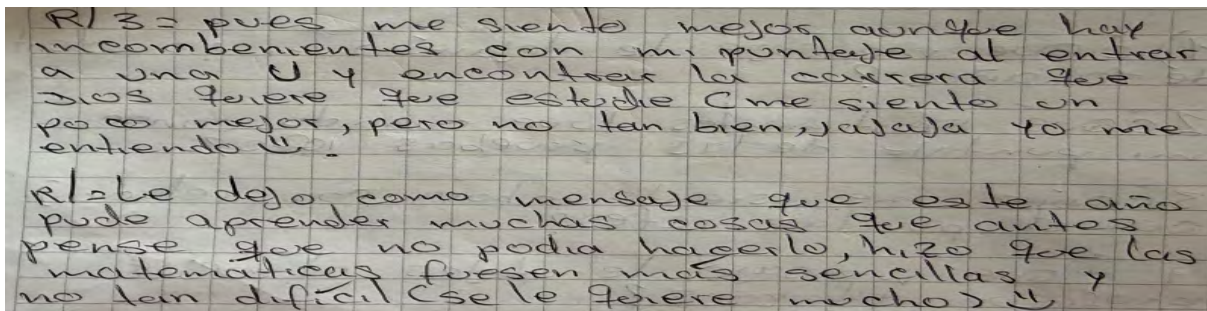 R/3= pues me siento mejor aunque hay
incombenientes con mi puntaje al entrar
a una U y encontrar la carrera que
Dios quiere que estudie (me siento un
poco mejor, pero no tan bien, jajaja yo me
entiendo ü .
R/=Le dejo como mensaje que este año
pude aprender muchas cosas que antes
pense que no podia hacerlo, hizo que las
matemáticas fuesen más sencillas y
no tan difícil (se le quiere mucho) ü